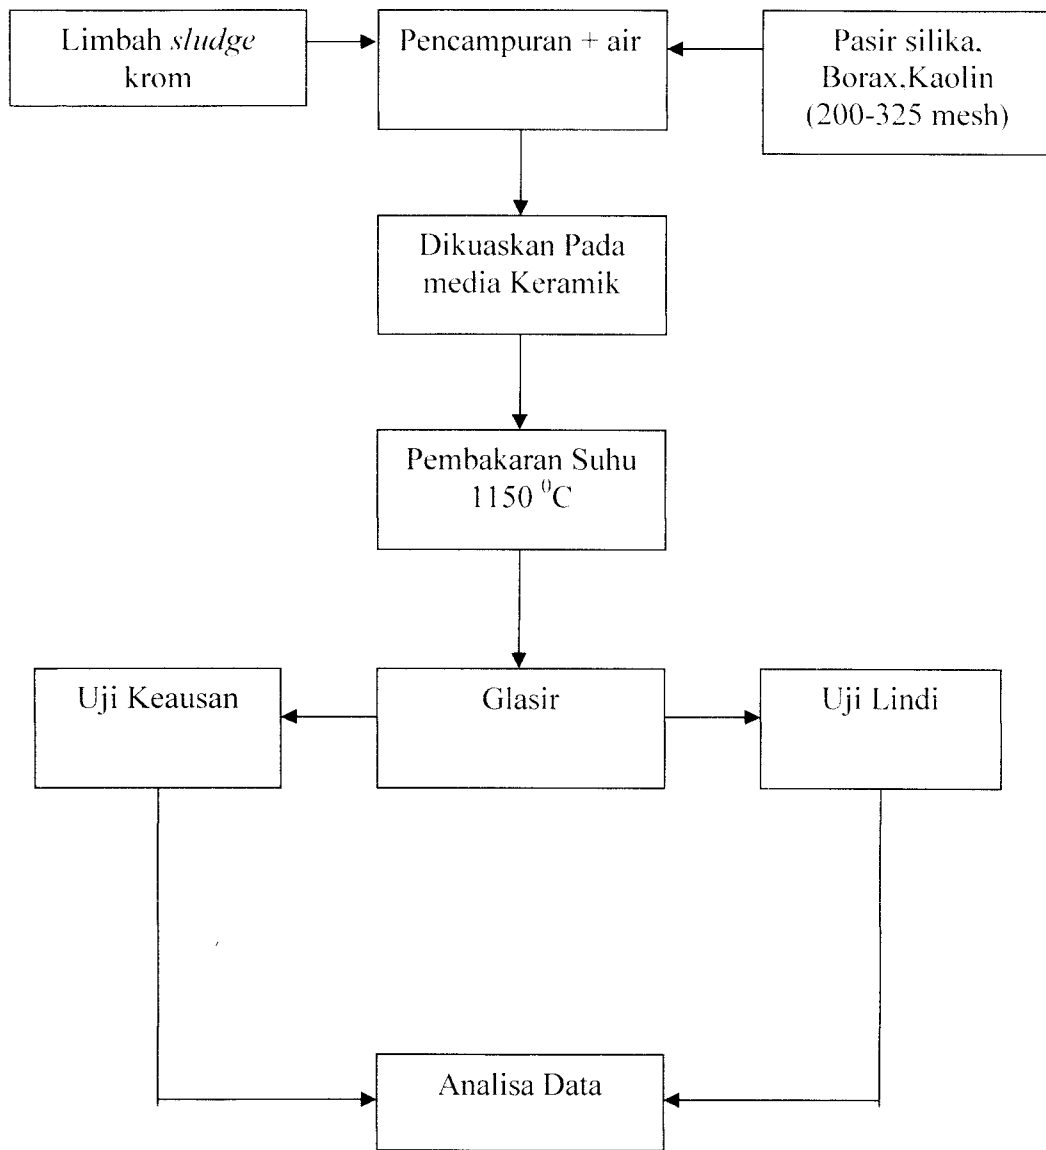 Limbah sludge
krom
Pencampuran + air
Pasir silika,
Borax,Kaolin
(200-325 mesh)
Dikuaskan Pada
media Keramik
Pembakaran Suhu
1150 ⁰C
Uji Keausan
Glasir
Uji Lindi
Analisa Data